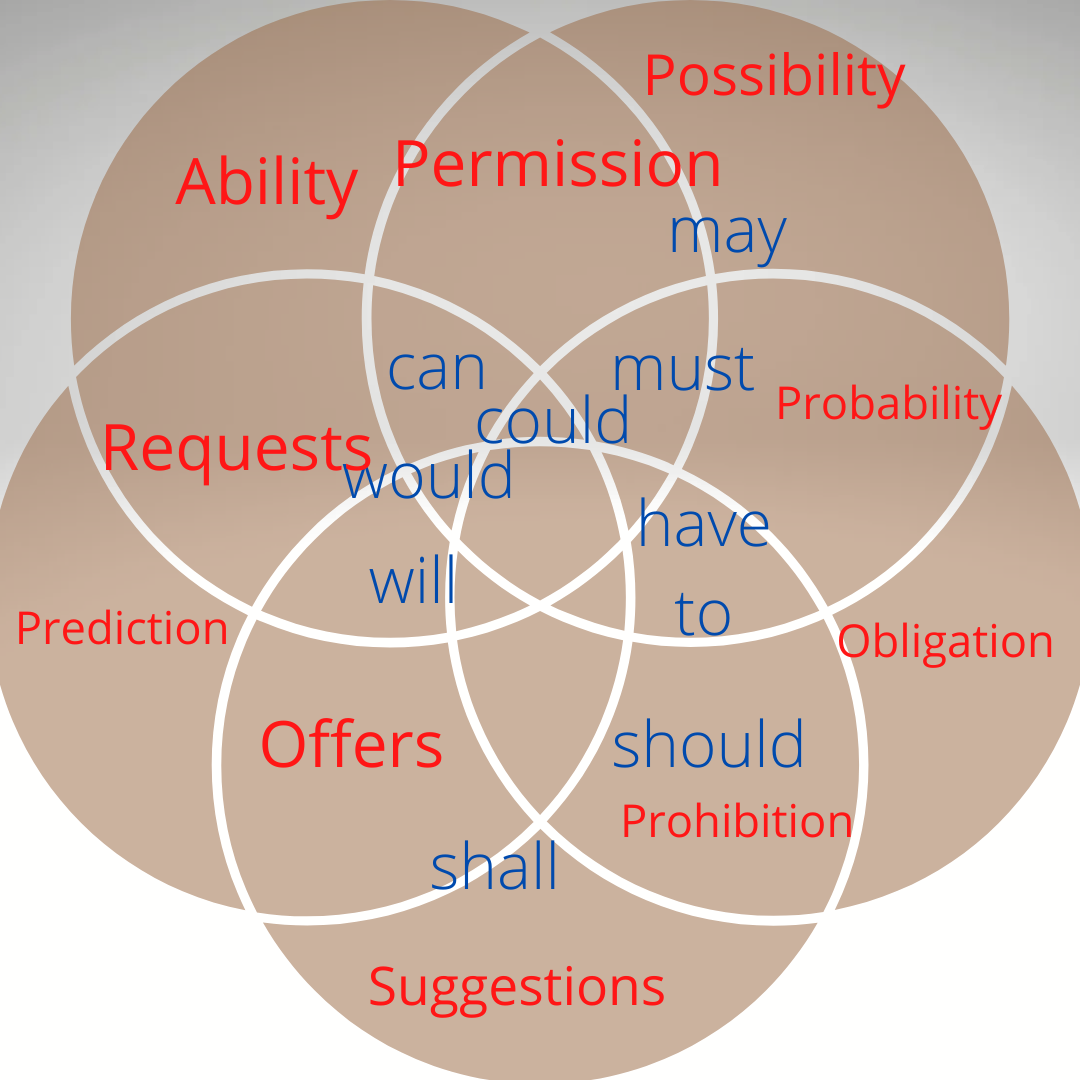 Possibility
Permission
Ability
may
can
must
Probability
could
Requests
would
have
to
will
Prediction
Obligation
Offers
should
Prohibition
shall
Suggestions